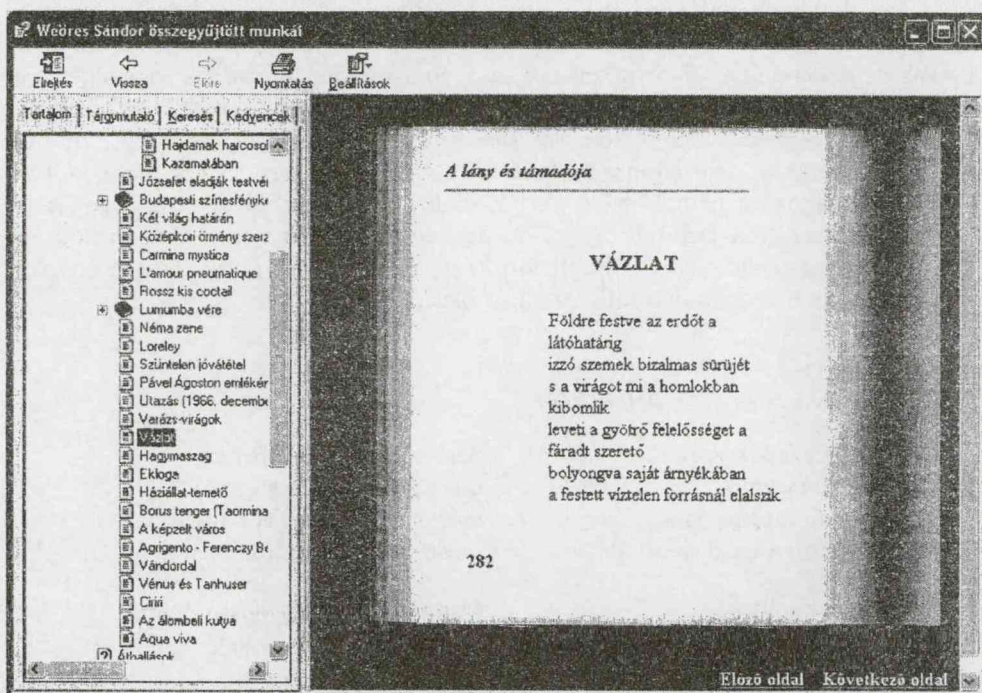 Weöres Sándor összegyűjtött munkái
Elrejtés Vissza Előre Nyomtatás Beállítások
Tartalom Tárgymutató Keresés Kedvencek
Hajdamak harcosol
Kazamatában
Józsefet eladják testvéi
Budapesti színesfényké
Két világ határán
Középkori örmény szerz
Carmina mystica
L'amour pneumatique
Rossz kis coctail
Lumumba vére
Néma zene
Loreley
Szüntelen jóvátétel
Pável Ágoston emlékér
Utazás (1966. decembe
Varázs-virágok
Vázlat
Hagymaszag
Ekloga
Háziállat-temető
Borus tenger (Taormina
A képzelt város
Agrigento - Ferenczy Bé
Vándordal
Vénus és Tanhuser
Ciriri
Az álombeli kutya
Aqua viva
Áthallások
A lány és támadója
VÁZLAT
Földre festve az erdőt a
látóhatárig
izzó szemek bizalmas sűrüjét
s a virágot mi a homlokban
kibomlik
leveti a gyötrő felelősséget a
fáradt szerető
bolyongva saját árnyékában
a festett víztelen forrásnál elalszik
282
Előző oldal Következő oldal